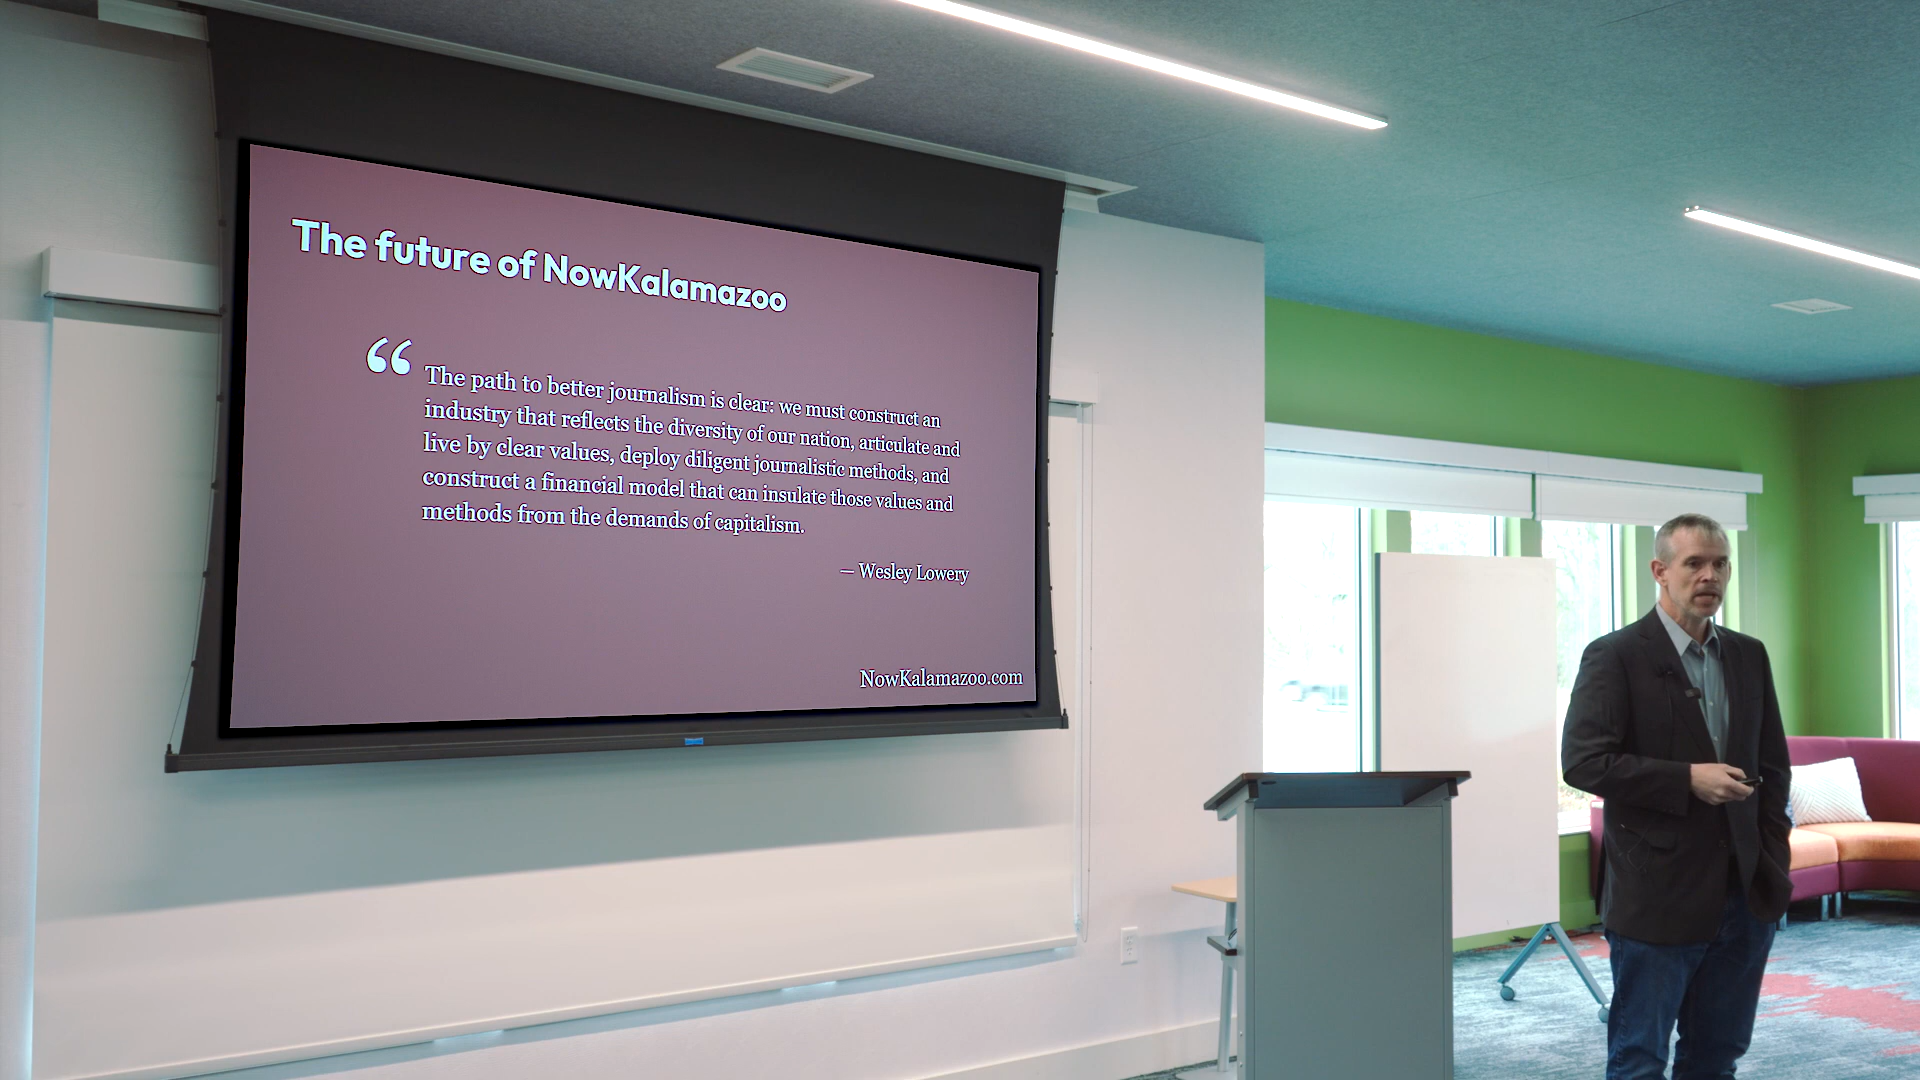 The future of NowKalamazoo
“
The path to better journalism is clear: we must construct an
industry that reflects the diversity of our nation, articulate and
live by clear values, deploy diligent journalistic methods, and
construct a financial model that can insulate those values and
methods from the demands of capitalism.
— Wesley Lowery
NowKalamazoo.com